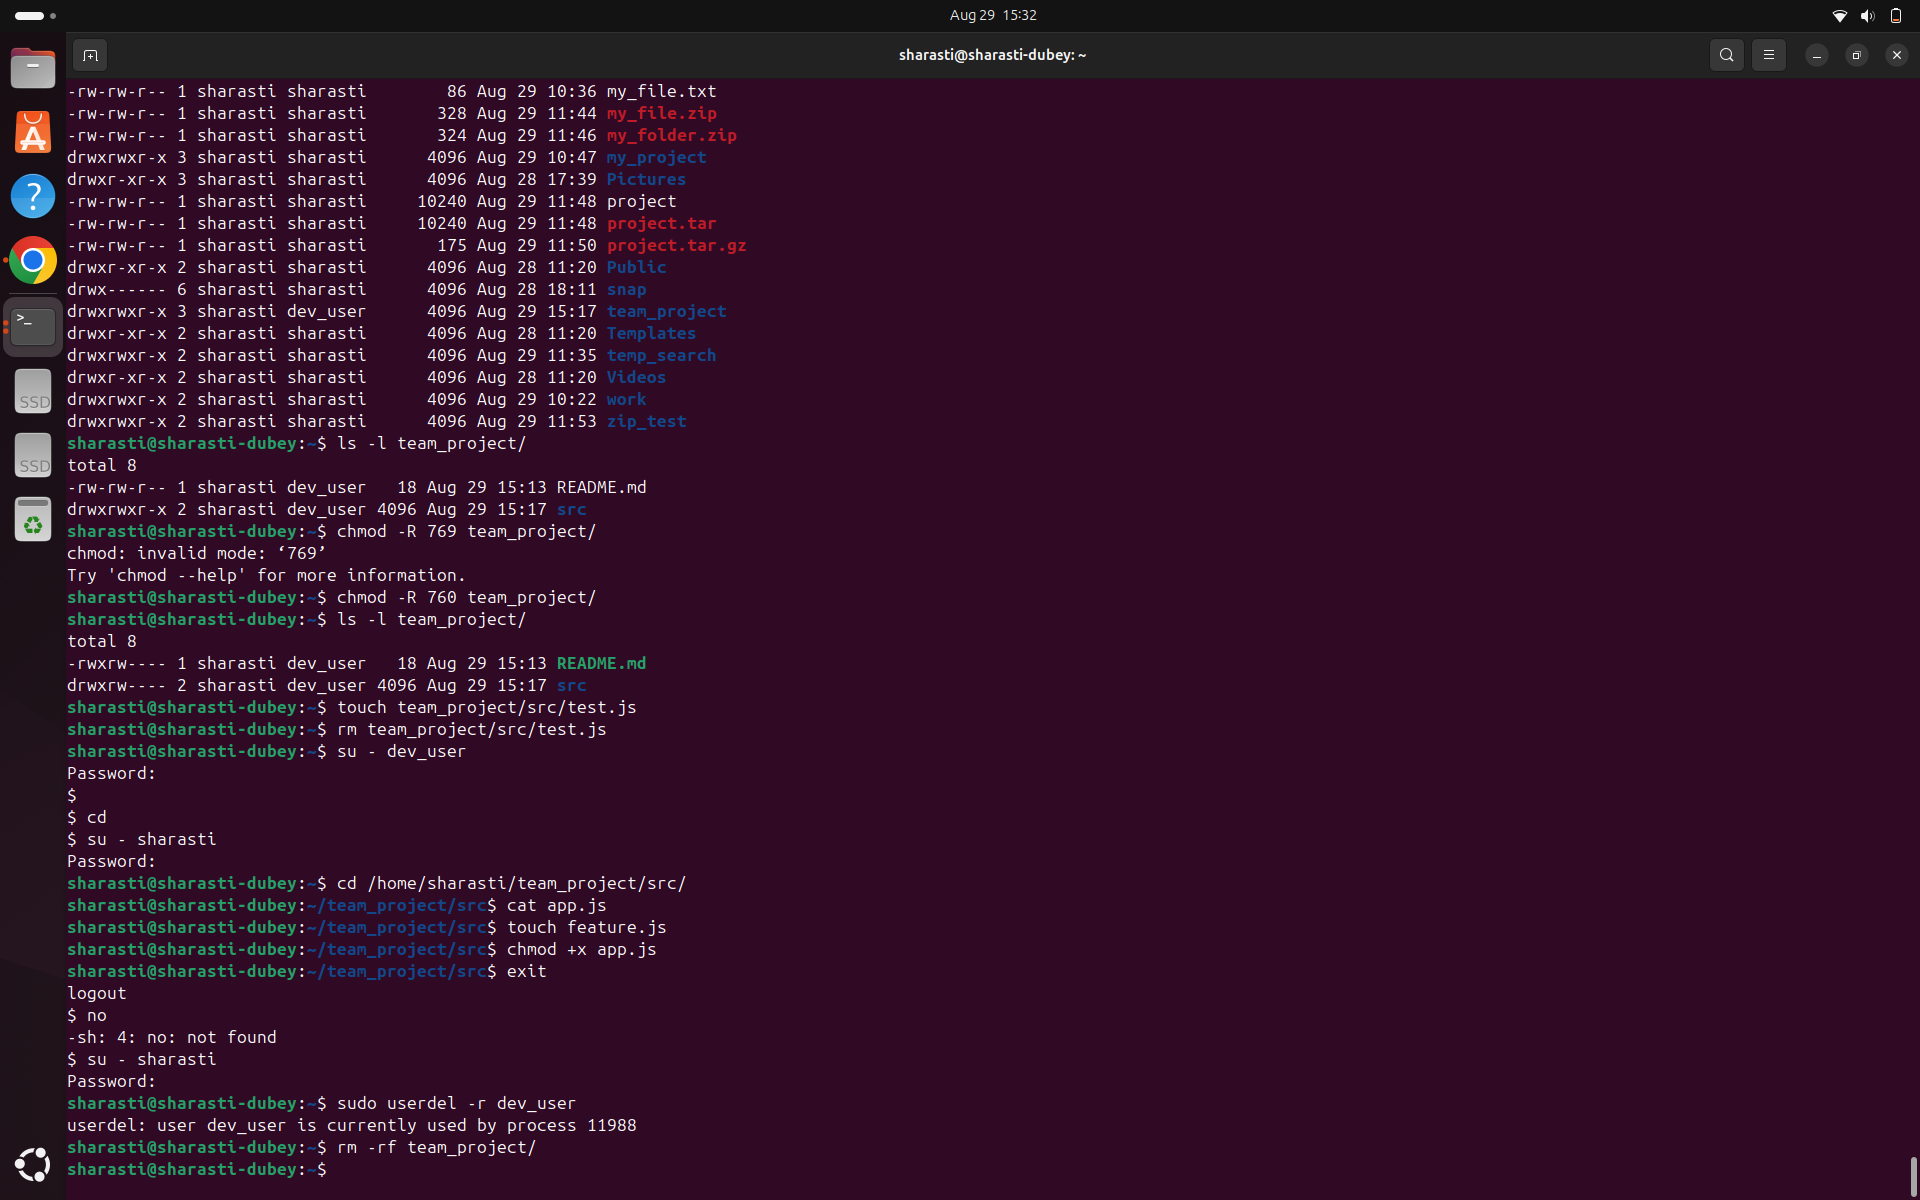 Aug 29 15:32
sharasti@sharasti-dubey: ~
-rw-rw-r-- 1 sharasti sharasti        86 Aug 29 10:36 my_file.txt
-rw-rw-r-- 1 sharasti sharasti       328 Aug 29 11:44 my_file.zip
-rw-rw-r-- 1 sharasti sharasti       324 Aug 29 11:46 my_folder.zip
drwxrwxr-x 3 sharasti sharasti      4096 Aug 29 10:47 my_project
drwxr-xr-x 3 sharasti sharasti      4096 Aug 28 17:39 Pictures
-rw-rw-r-- 1 sharasti sharasti     10240 Aug 29 11:48 project
-rw-rw-r-- 1 sharasti sharasti     10240 Aug 29 11:48 project.tar
-rw-rw-r-- 1 sharasti sharasti       175 Aug 29 11:50 project.tar.gz
drwxr-xr-x 2 sharasti sharasti      4096 Aug 28 11:20 Public
drwx------ 6 sharasti sharasti      4096 Aug 28 18:11 snap
drwxrwxr-x 3 sharasti dev_user      4096 Aug 29 15:17 team_project
drwxr-xr-x 2 sharasti sharasti      4096 Aug 28 11:20 Templates
drwxrwxr-x 2 sharasti sharasti      4096 Aug 29 11:35 temp_search
drwxr-xr-x 2 sharasti sharasti      4096 Aug 28 11:20 Videos
drwxrwxr-x 2 sharasti sharasti      4096 Aug 29 10:22 work
drwxrwxr-x 2 sharasti sharasti      4096 Aug 29 11:53 zip_test
sharasti@sharasti-dubey:~$ ls -l team_project/
total 8
-rw-rw-r-- 1 sharasti dev_user   18 Aug 29 15:13 README.md
drwxrwxr-x 2 sharasti dev_user 4096 Aug 29 15:17 src
sharasti@sharasti-dubey:~$ chmod -R 769 team_project/
chmod: invalid mode: ‘769’
Try 'chmod --help' for more information.
sharasti@sharasti-dubey:~$ chmod -R 760 team_project/
sharasti@sharasti-dubey:~$ ls -l team_project/
total 8
-rwxrw---- 1 sharasti dev_user   18 Aug 29 15:13 README.md
drwxrw---- 2 sharasti dev_user 4096 Aug 29 15:17 src
sharasti@sharasti-dubey:~$ touch team_project/src/test.js
sharasti@sharasti-dubey:~$ rm team_project/src/test.js
sharasti@sharasti-dubey:~$ su - dev_user
Password:
$
$ cd
$ su - sharasti
Password:
sharasti@sharasti-dubey:~$ cd /home/sharasti/team_project/src/
sharasti@sharasti-dubey:~/team_project/src$ cat app.js
sharasti@sharasti-dubey:~/team_project/src$ touch feature.js
sharasti@sharasti-dubey:~/team_project/src$ chmod +x app.js
sharasti@sharasti-dubey:~/team_project/src$ exit
logout
$ no
-sh: 4: no: not found
$ su - sharasti
Password:
sharasti@sharasti-dubey:~$ sudo userdel -r dev_user
userdel: user dev_user is currently used by process 11988
sharasti@sharasti-dubey:~$ rm -rf team_project/
sharasti@sharasti-dubey:~$
SSD
SSD